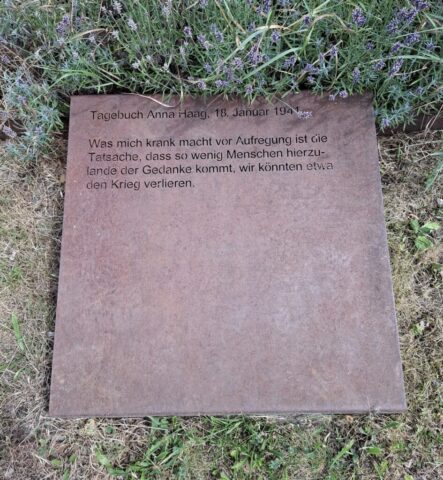 Tagebuch Anna Haag, 18. Januar 1941
Was mich krank macht vor Aufregung ist die
Tatsache, dass so wenig Menschen hierzu-
lande der Gedanke kommt, wir könnten etwa
den Krieg verlieren.